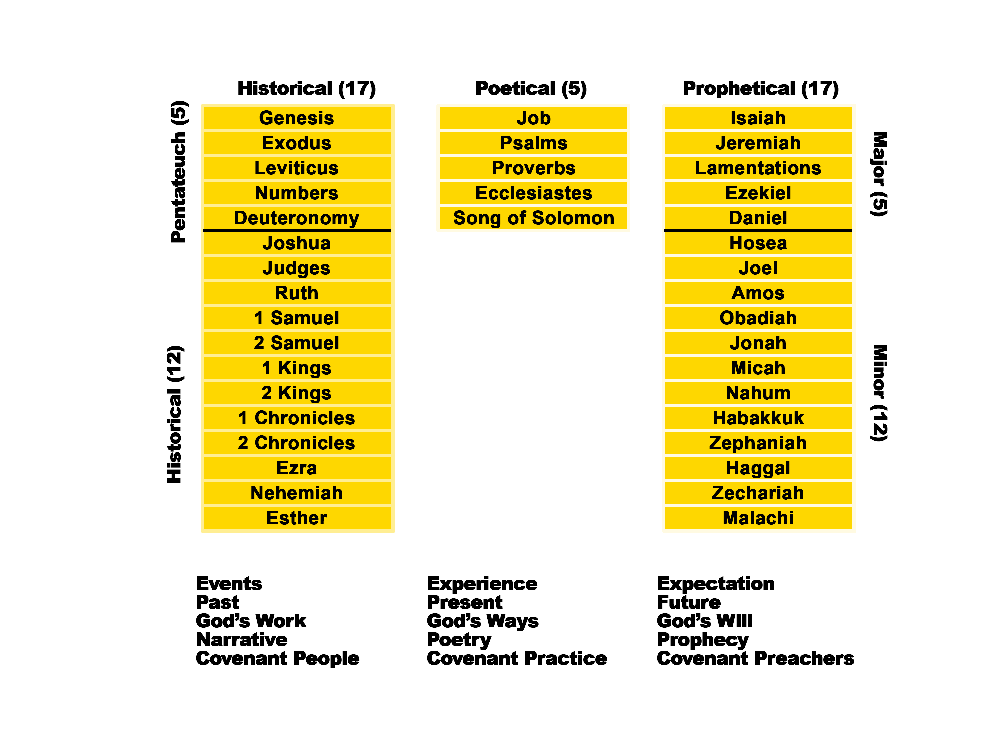 Historical (17)
Pentateuch (5)
Genesis
Exodus
Leviticus
Numbers
Deuteronomy
Historical (12)
Joshua
Judges
Ruth
1 Samuel
2 Samuel
1 Kings
2 Kings
1 Chronicles
2 Chronicles
Ezra
Nehemiah
Esther
Events
Past
God’s Work
Narrative
Covenant People
Poetical (5)
Job
Psalms
Proverbs
Ecclesiastes
Song of Solomon
Experience
Present
God’s Ways
Poetry
Covenant Practice
Prophetical (17)
Major (5)
Isaiah
Jeremiah
Lamentations
Ezekiel
Daniel
Minor (12)
Hosea
Joel
Amos
Obadiah
Jonah
Micah
Nahum
Habakkuk
Zephaniah
Haggal
Zechariah
Malachi
Expectation
Future
God’s Will
Prophecy
Covenant Preachers